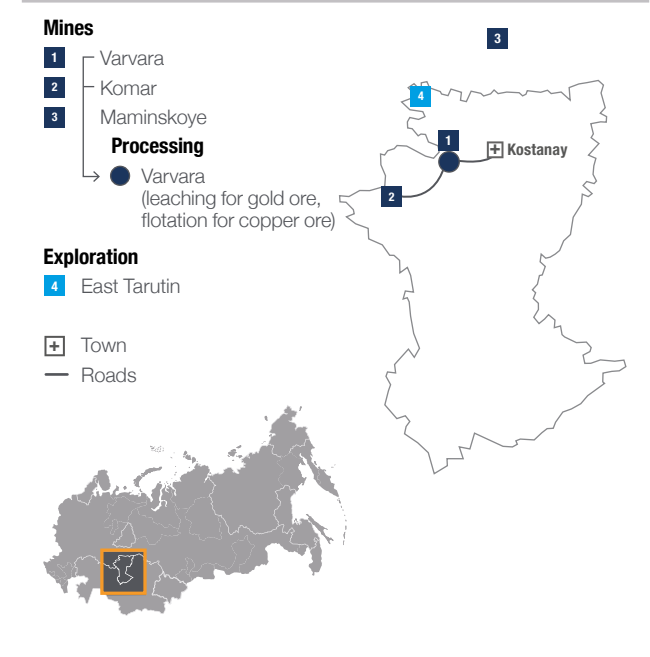 Mines
1 Varvara
2 Komar
3 Maminskoye
Processing
Varvara
(leaching for gold ore,
flotation for copper ore)
Exploration
4 East Tarutin
Town
Roads
3
4
1
Kostanay
2